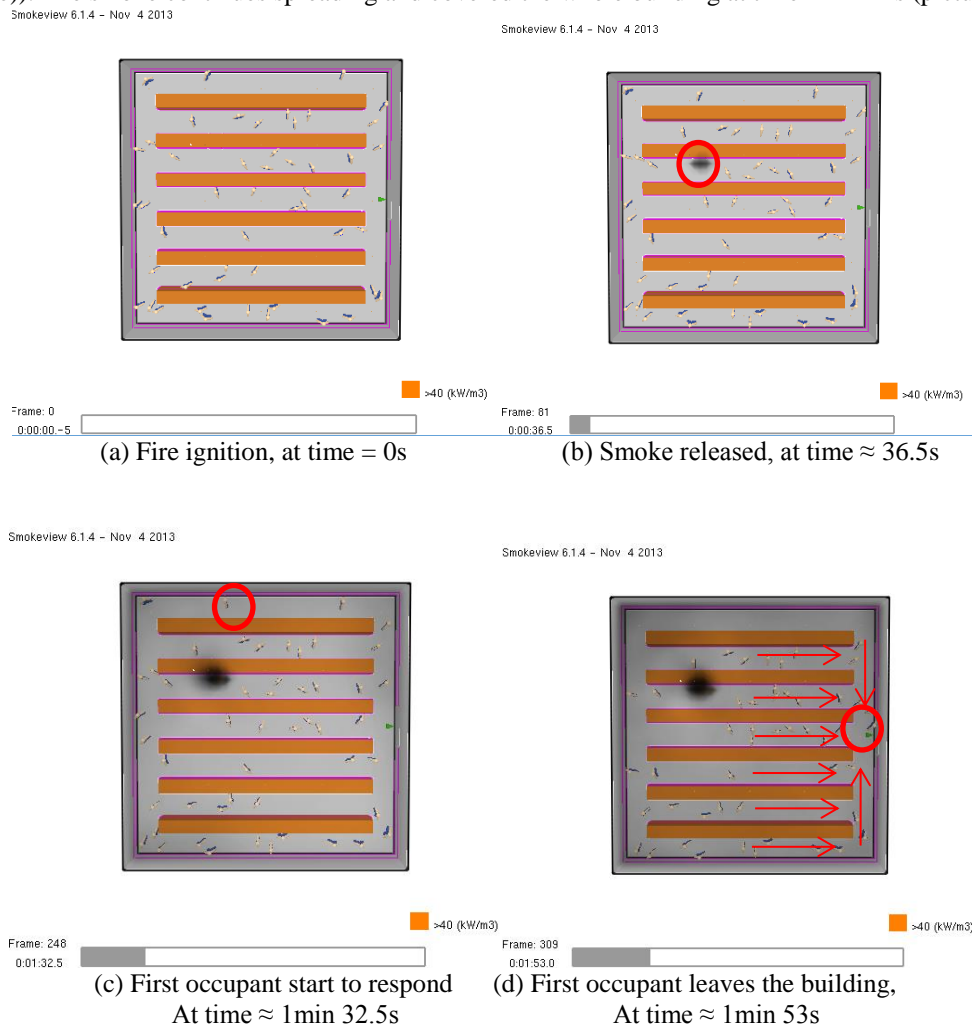 Smokeview 6.1.4 – Nov 4 2013
Smokeview 6.1.4 – Nov 4 2013
>40 (kW/m3)
>40 (kW/m3)
Frame: 0
0:00:00.-5
Frame: 81
0:00:36.5
(a) Fire ignition, at time = 0s
(b) Smoke released, at time ≈ 36.5s
Smokeview 6.1.4 – Nov 4 2013
Smokeview 6.1.4 – Nov 4 2013
>40 (kW/m3)
>40 (kW/m3)
Frame: 248
0:01:32.5
Frame: 309
0:01:53.0
(c) First occupant start to respond
At time ≈ 1min 32.5s
(d) First occupant leaves the building,
At time ≈ 1min 53s